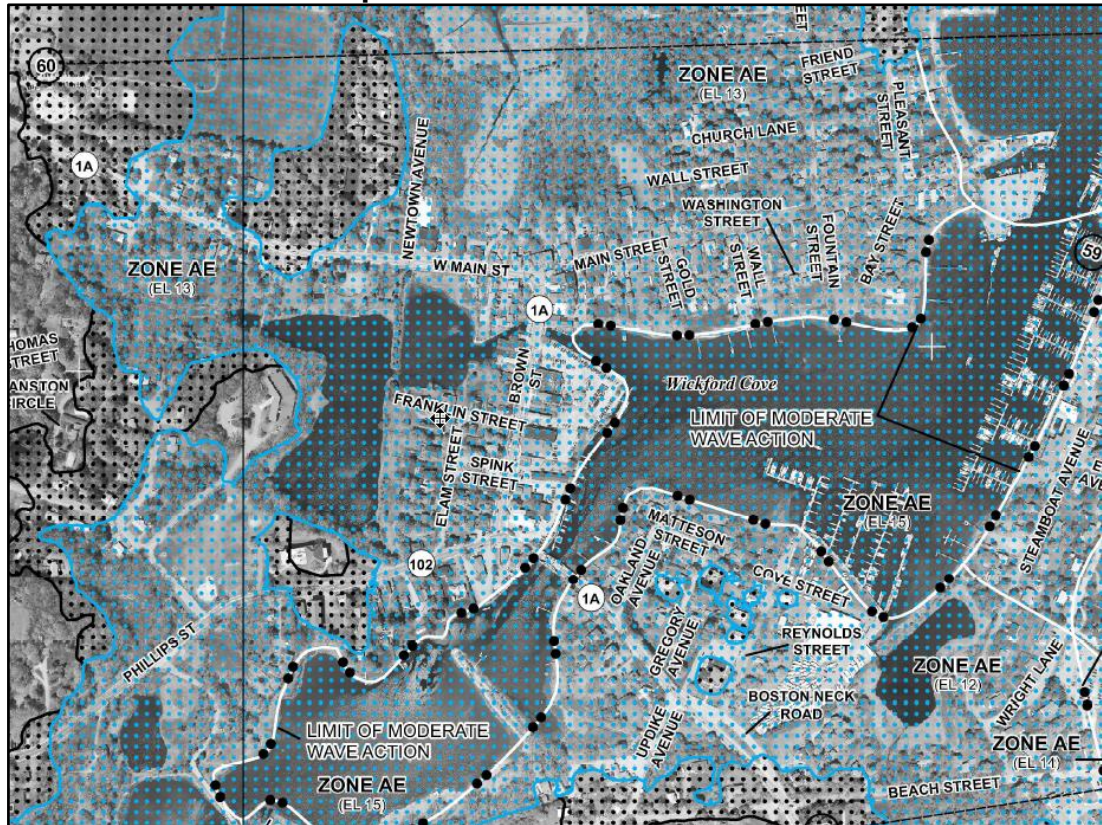 STREET
FRIEND
STREET
ZONE AE
(EL 13)
60
PLEASANT
STREET
CHURCH LANE
1A
WALL STREET
NEWTOWN AVENUE
WASHINGTON
STREET
FOUNTAIN
STREET
BAY STREET
59
MAIN STREET
W MAIN ST
GOLD
STREET
WALL
STREET
ZONE AE
(EL 13)
1A
THOMAS
STREET
CRANSTON
CIRCLE
BROWN
ST
Wickford Cove
FRANKLIN STREET
LIMIT OF MODERATE
WAVE ACTION
ELAM STREET
SPINK
STREET
ZONE AE
(EL 15)
STEAMBOAT AVENUE
MATTESON
STREET
OAKLAND
AVENUE
102
COVE STREET
1A
GREGORY
AVENUE
REYNOLDS
STREET
PHILLIPS ST
ZONE AE
(EL 12)
WRIGHT LANE
BOSTON NECK
ROAD
LIMIT OF MODERATE
WAVE ACTION
UPDIKE
AVENUE
ZONE AE
(EL 11)
ZONE AE
(EL 15)
BEACH STREET